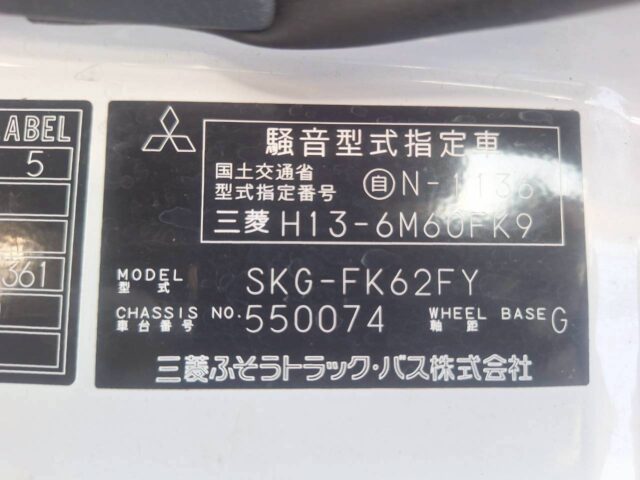 ABEL
5
361
騒音型式指定車
国土交通省
型式指定番号 自 N-1136
三菱 H13-6M60FK9
MODEL 型式 SKG-FK62FY
CHASSIS NO. 車台番号 550074 WHEEL BASE 軸距 G
三菱ふそうトラック・バス株式会社